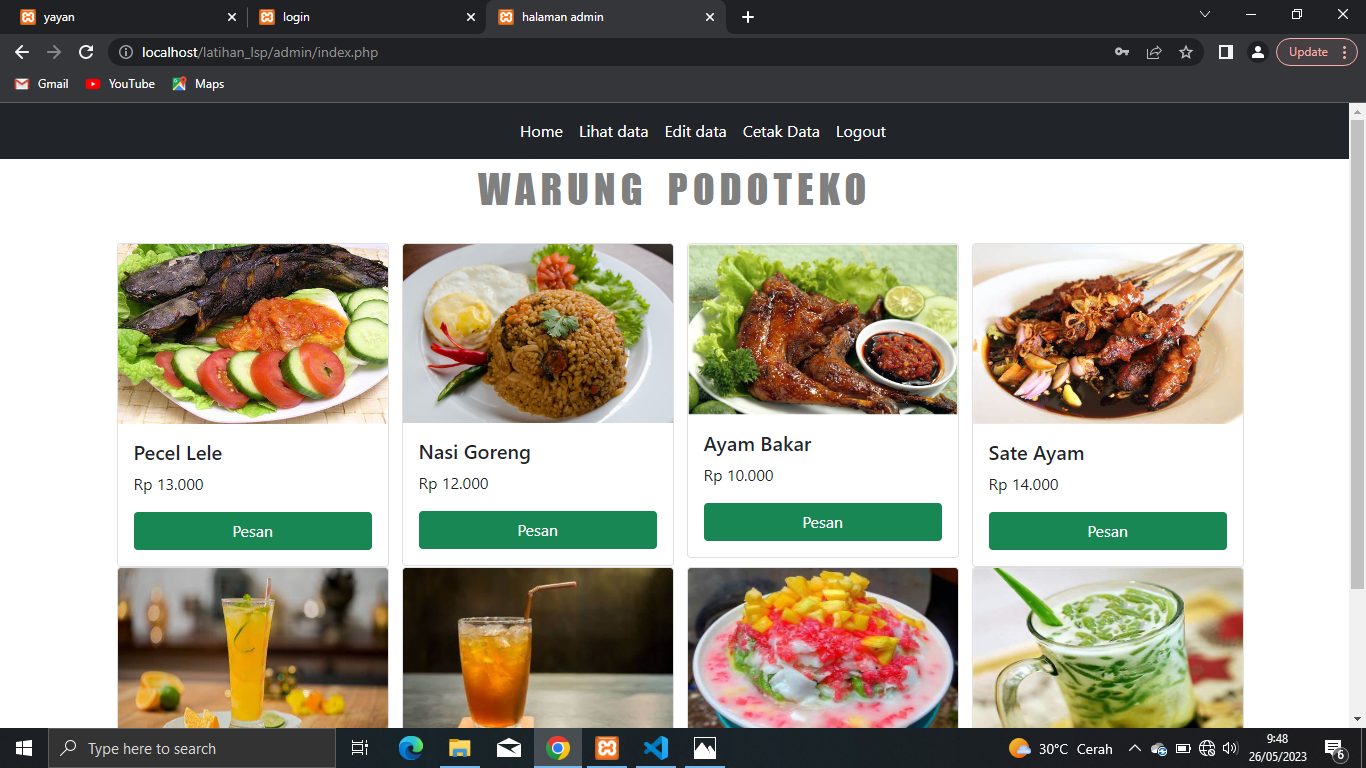 yayan
login
halaman admin
localhost/latihan_lsp/admin/index.php
Update
Gmail
YouTube
Maps
Home Lihat data Edit data Cetak Data Logout
WARUNG PODOTEKO
Pecel Lele
Rp 13.000
Pesan
Nasi Goreng
Rp 12.000
Pesan
Ayam Bakar
Rp 10.000
Pesan
Sate Ayam
Rp 14.000
Pesan
Type here to search
30°C Cerah
9:48
26/05/2023
6